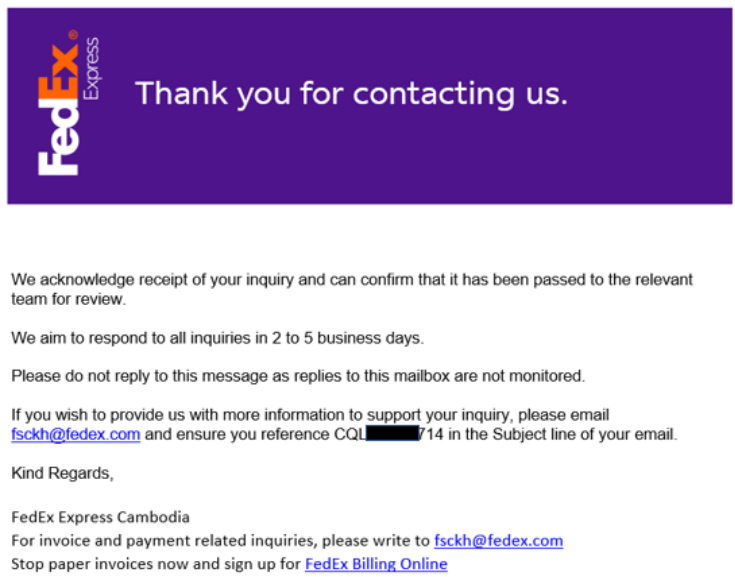 FedEx®
Express
Thank you for contacting us.
We acknowledge receipt of your inquiry and can confirm that it has been passed to the relevant
team for review.
We aim to respond to all inquiries in 2 to 5 business days.
Please do not reply to this message as replies to this mailbox are not monitored.
If you wish to provide us with more information to support your inquiry, please email
fsckh@fedex.com and ensure you reference CQL 714 in the Subject line of your email.
Kind Regards,
FedEx Express Cambodia
For invoice and payment related inquiries, please write to fsckh@fedex.com
Stop paper invoices now and sign up for FedEx Billing Online